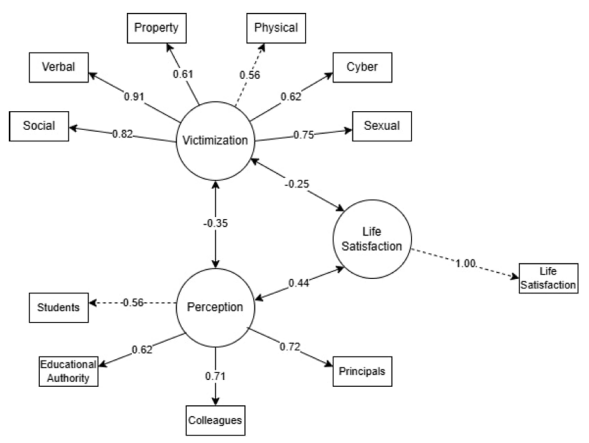 Property
Physical
Verbal
Cyber
0.61
0.56
0.91
0.62
Social
0.82
Victimization
0.75
Sexual
-0.25
-0.35
Life
Satisfaction
1.00
Life
Satisfaction
0.44
Students
0.56
Perception
0.62
0.72
Educational
Authority
0.71
Principals
Colleagues